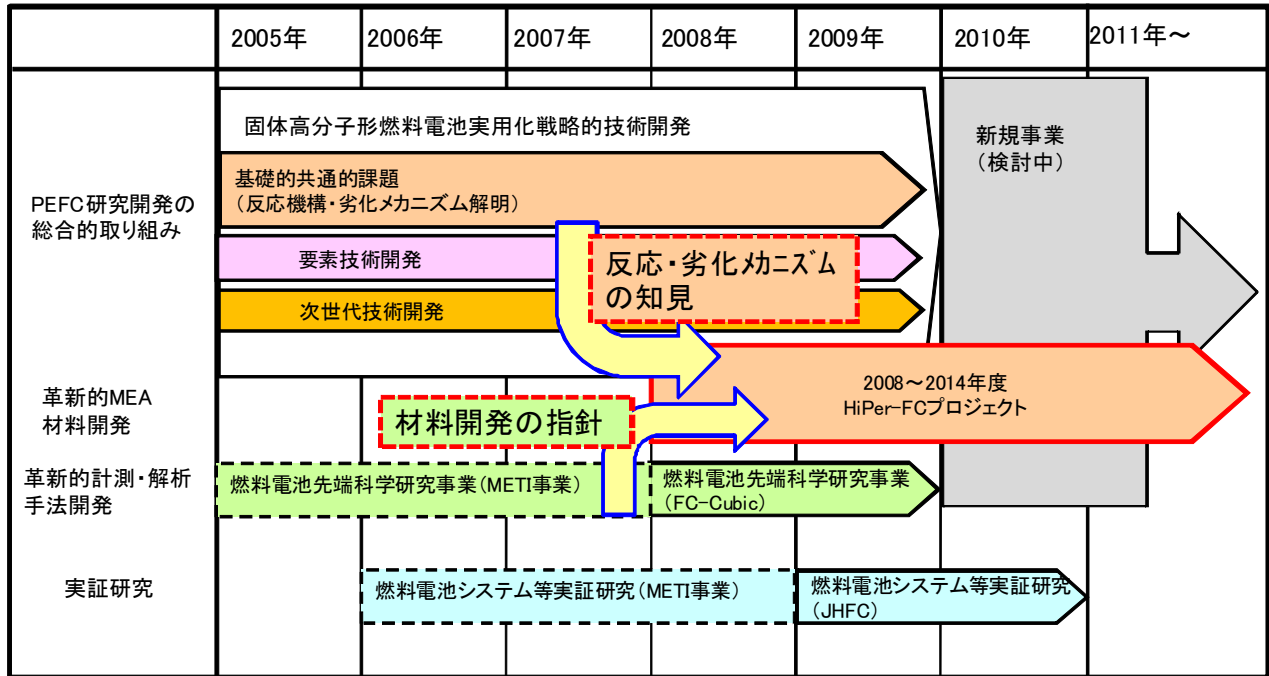 2005年
2006年
2007年
2008年
2009年
2010年
2011年～
PEFC研究開発の
総合的取り組み
固体高分子形燃料電池実用化戦略的技術開発
基礎的共通的課題
(反応機構・劣化メカニズム解明)
要素技術開発
次世代技術開発
反応・劣化メカニズム
の知見
新規事業
(検討中)
革新的MEA
材料開発
材料開発の指針
2008～2014年度
HiPer-FCプロジェクト
革新的計測・解析
手法開発
燃料電池先端科学研究事業(METI事業)
燃料電池先端科学研究事業
(FC-Cubic)
実証研究
燃料電池システム等実証研究(METI事業)
燃料電池システム等実証研究
(JHFC)